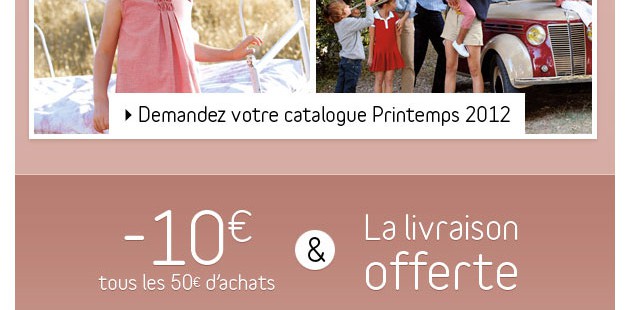 Demandez votre catalogue Printemps 2012
-10€
tous les 50€ d'achats
&
La livraison
offerte